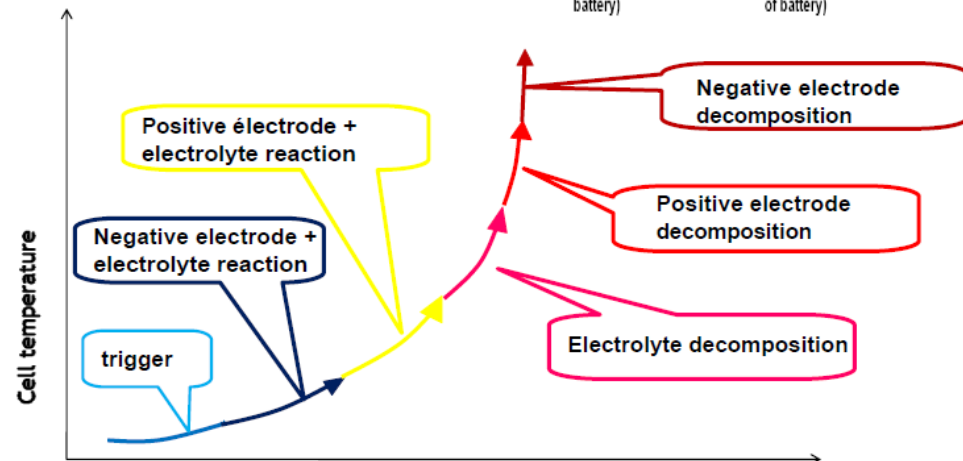 battery)
of battery)
Negative electrode
decomposition
Positive électrode +
electrolyte reaction
Positive electrode
decomposition
Negative electrode +
electrolyte reaction
Electrolyte decomposition
trigger
Cell temperature